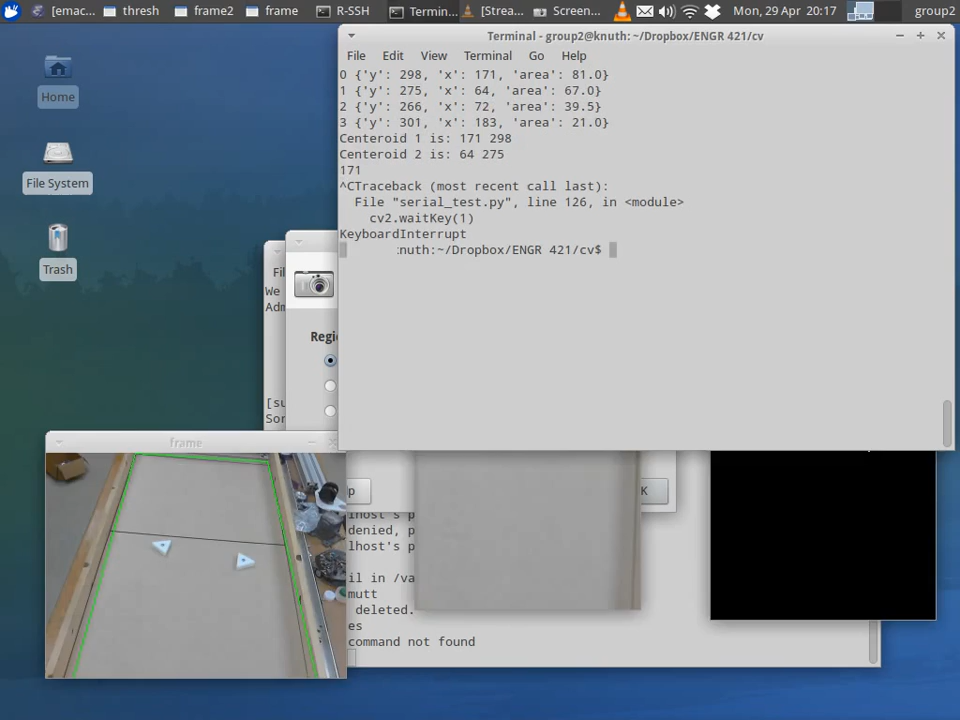 [emac...
thresh
frame2
frame
R-SSH
Termin...
[Strea...
Screen...
Mon, 29 Apr, 20:17
group2
Home
File System
Trash
Terminal - group2@knuth: ~/Dropbox/ENGR 421/cv
File Edit View Terminal Go Help
0 {'y': 298, 'x': 171, 'area': 81.0}
1 {'y': 275, 'x': 64, 'area': 67.0}
2 {'y': 266, 'x': 72, 'area': 39.5}
3 {'y': 301, 'x': 183, 'area': 21.0}
Centeroid 1 is: 171 298
Centeroid 2 is: 64 275
171
^CTraceback (most recent call last):
File "serial_test.py", line 126, in <module>
cv2.waitKey(1)
KeyboardInterrupt
knuth:~/Dropbox/ENGR 421/cv$
We
[su
frame
p
K
lhost's p
denied, p
lhost's p
il in /va
mutt
deleted.
es
command not found